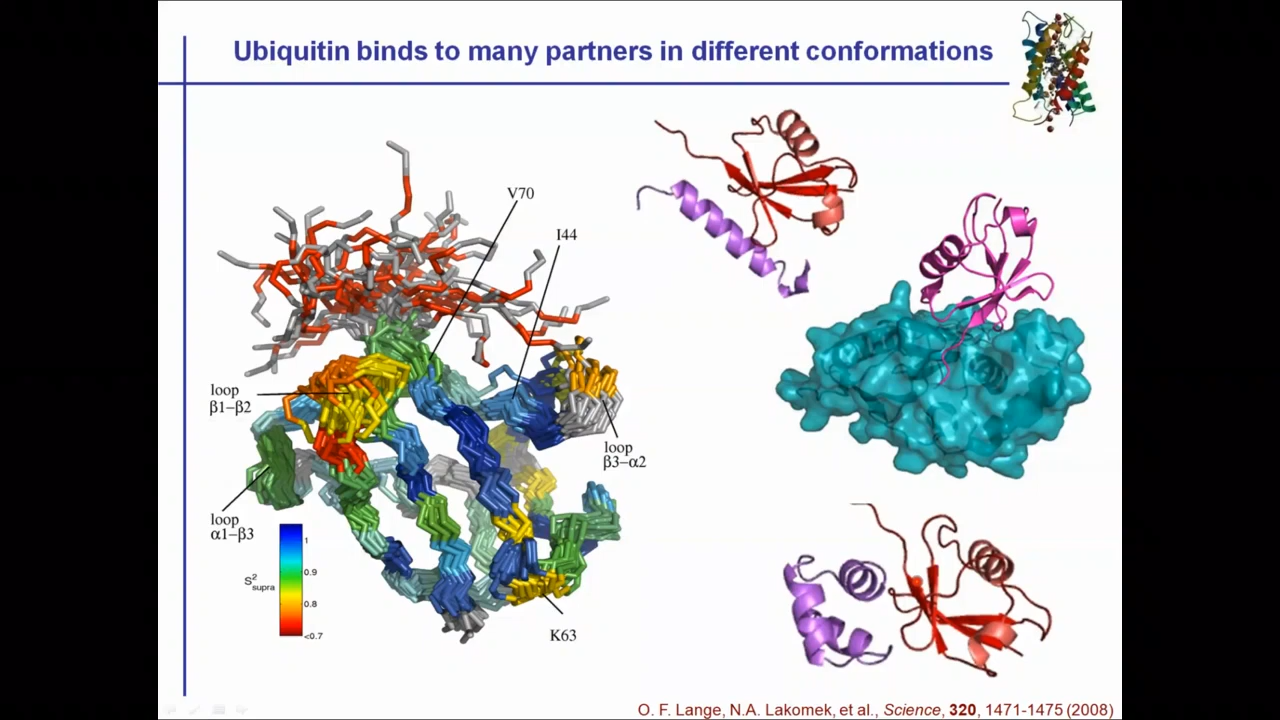 Ubiquitin binds to many partners in different conformations
V70
I44
loop
β1–β2
loop
β3–α2
loop
α1–β3
S²supra
1
0.9
0.8
<0.7
K63
O. F. Lange, N.A. Lakomek, et al., Science, 320, 1471-1475 (2008)